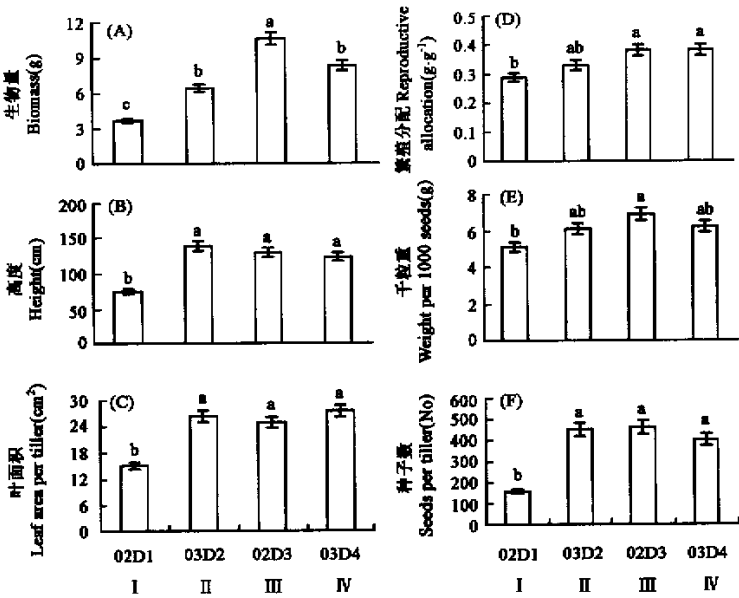 (A)
生物量
Biomass(g)
12
9
6
3
0
c
b
a
b
(B)
高度
Height(cm)
200
150
100
50
0
b
a
a
a
(C)
叶面积
Leaf area per tiller(cm²)
30
24
18
12
6
0
b
a
a
a
02D1 03D2 02D3 03D4
Ⅰ Ⅱ Ⅲ Ⅳ
(D)
繁殖分配 Reproductive
allocation(g·g⁻¹)
0.5
0.4
0.3
0.2
0.1
0
b
ab
a
a
(E)
千粒重
Weight per 1000 seeds(g)
8
6
4
2
0
b
ab
a
ab
(F)
种子数
Seeds per tiller(No)
600
500
400
300
200
100
0
b
a
a
a
02D1 03D2 02D3 03D4
Ⅰ Ⅱ Ⅲ Ⅳ